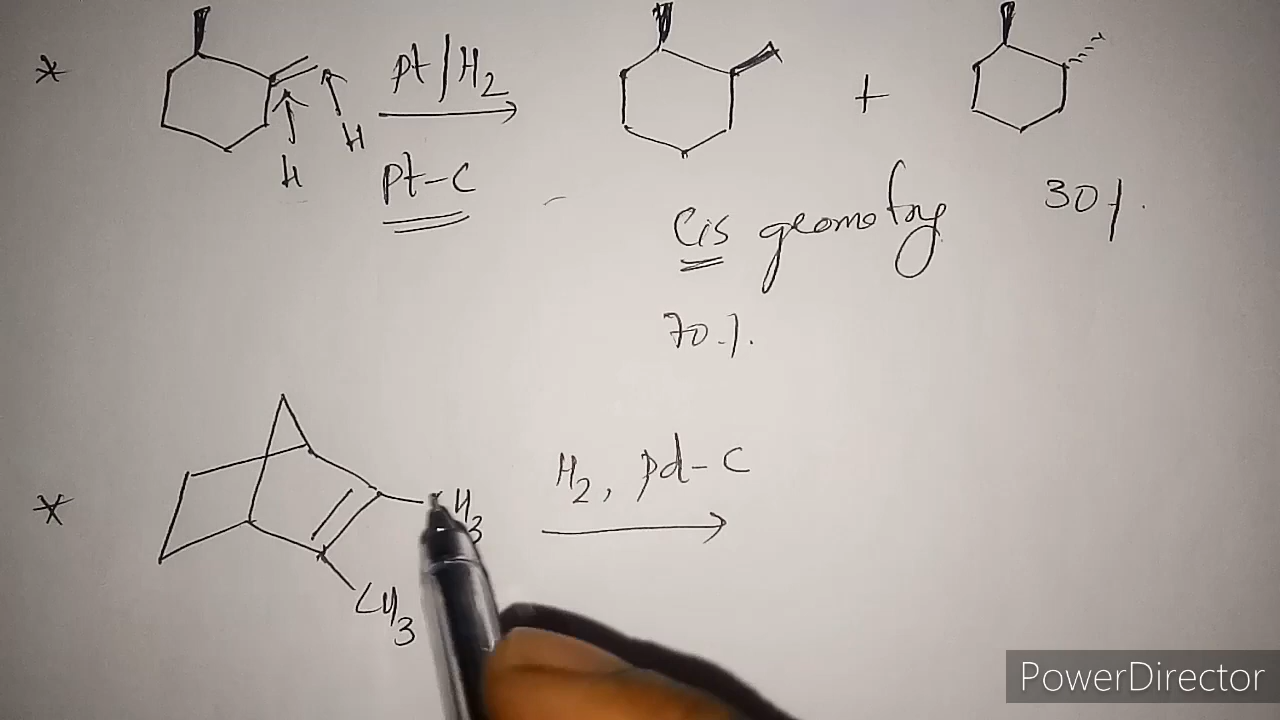 *
pt/H2
H
H
pt-C
+
Cis geometry
30%
70%
*
CH3
H2, pd-C
CH3
PowerDirector